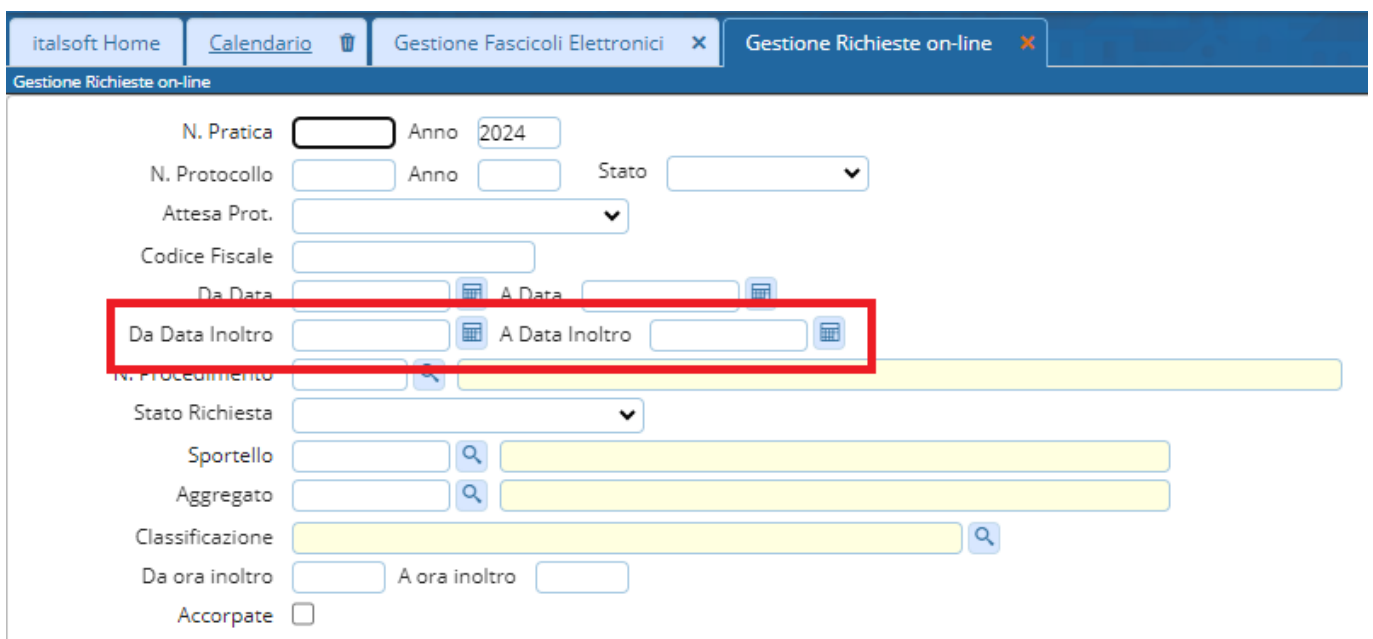 italsoft Home Calendario Gestione Fascicoli Elettronici Gestione Richieste on-line
Gestione Richieste on-line
N. Pratica Anno 2024
N. Protocollo Anno Stato
Attesa Prot.
Codice Fiscale
Da Data A Data
Da Data Inoltro A Data Inoltro
N. Procedimento
Stato Richiesta
Sportello
Aggregato
Classificazione
Da ora inoltro A ora inoltro
Accorpate